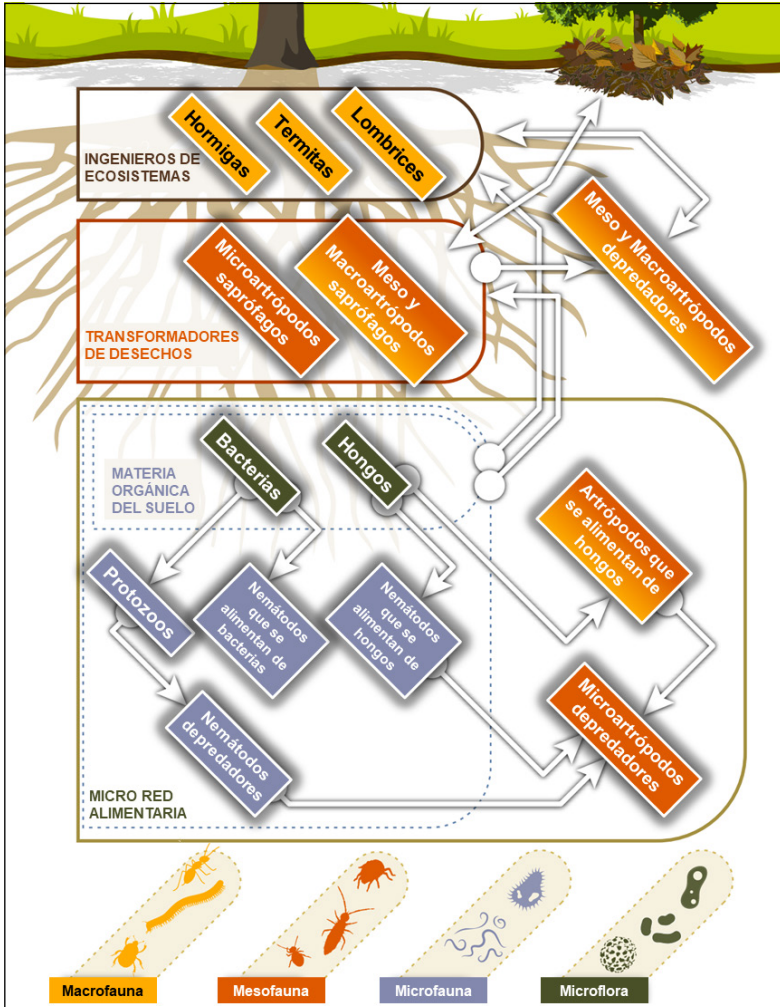 Hormigas
Termitas
Lombrices
INGENIEROS DE
ECOSISTEMAS
Meso y Macroartrópodos
depredadores
Microartrópodos
saprófagos
Meso y
Macroartrópodos
saprófagos
TRANSFORMADORES
DE DESECHOS
Bacterias
Hongos
MATERIA
ORGÁNICA
DEL SUELO
Artrópodos que
se alimentan de
hongos
Protozoos
Nemátodos
que se
alimentan de
bacterias
Nemátodos
que se
alimentan de
hongos
Nemátodos
depredadores
Microartrópodos
depredadores
MICRO RED
ALIMENTARIA
Macrofauna
Mesofauna
Microfauna
Microflora